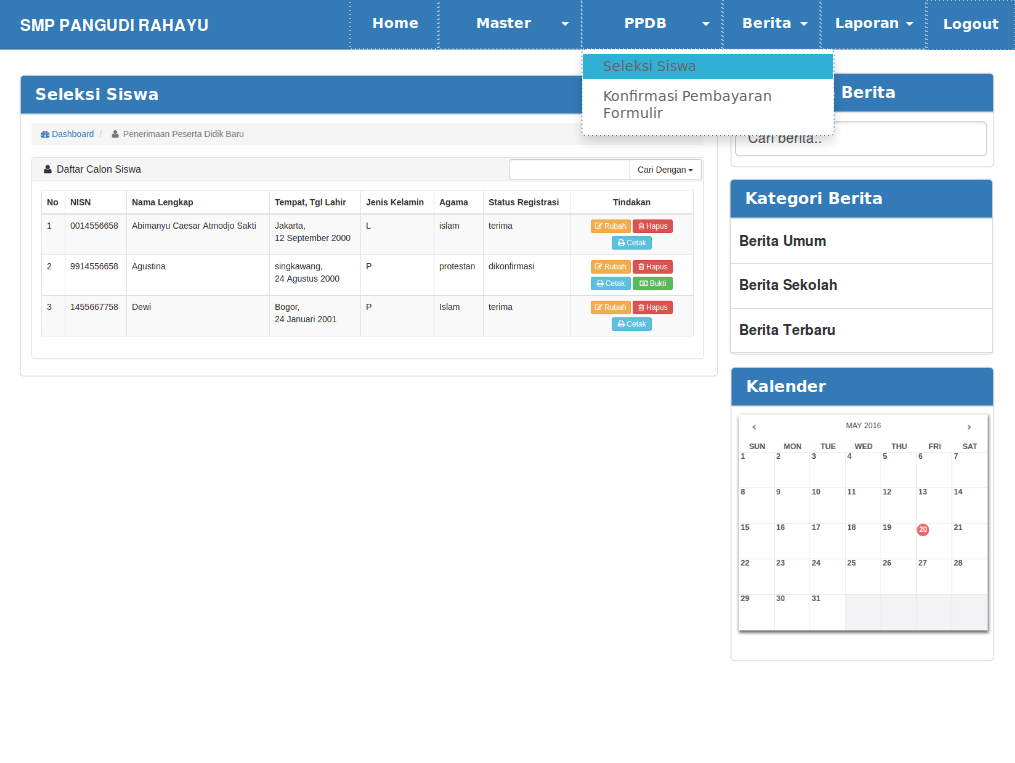 SMP PANGUDI RAHAYU
Home
Master
PPDB
Berita
Laporan
Logout
Seleksi Siswa
Konfirmasi Pembayaran
Formulir
Seleksi Siswa
Dashboard / Penerimaan Peserta Didik Baru
Daftar Calon Siswa
Cari Dengan
No NISN Nama Lengkap Tempat, Tgl Lahir Jenis Kelamin Agama Status Registrasi Tindakan
1 0014556658 Abimanyu Caesar Atmodjo Sakti Jakarta, L islam terima Rubah Hapus
12 September 2000 Cetak
2 9914556658 Agustina singkawang, P protestan dikonfirmasi Rubah Hapus
24 Agustus 2000 Cetak Bukti
3 1455667758 Dewi Bogor, P Islam terima Rubah Hapus
24 Januari 2001 Cetak
Berita
Cari berita..
Kategori Berita
Berita Umum
Berita Sekolah
Berita Terbaru
Kalender
‹ MAY 2016 ›
SUN MON TUE WED THU FRI SAT
1 2 3 4 5 6 7
8 9 10 11 12 13 14
15 16 17 18 19 20 21
22 23 24 25 26 27 28
29 30 31